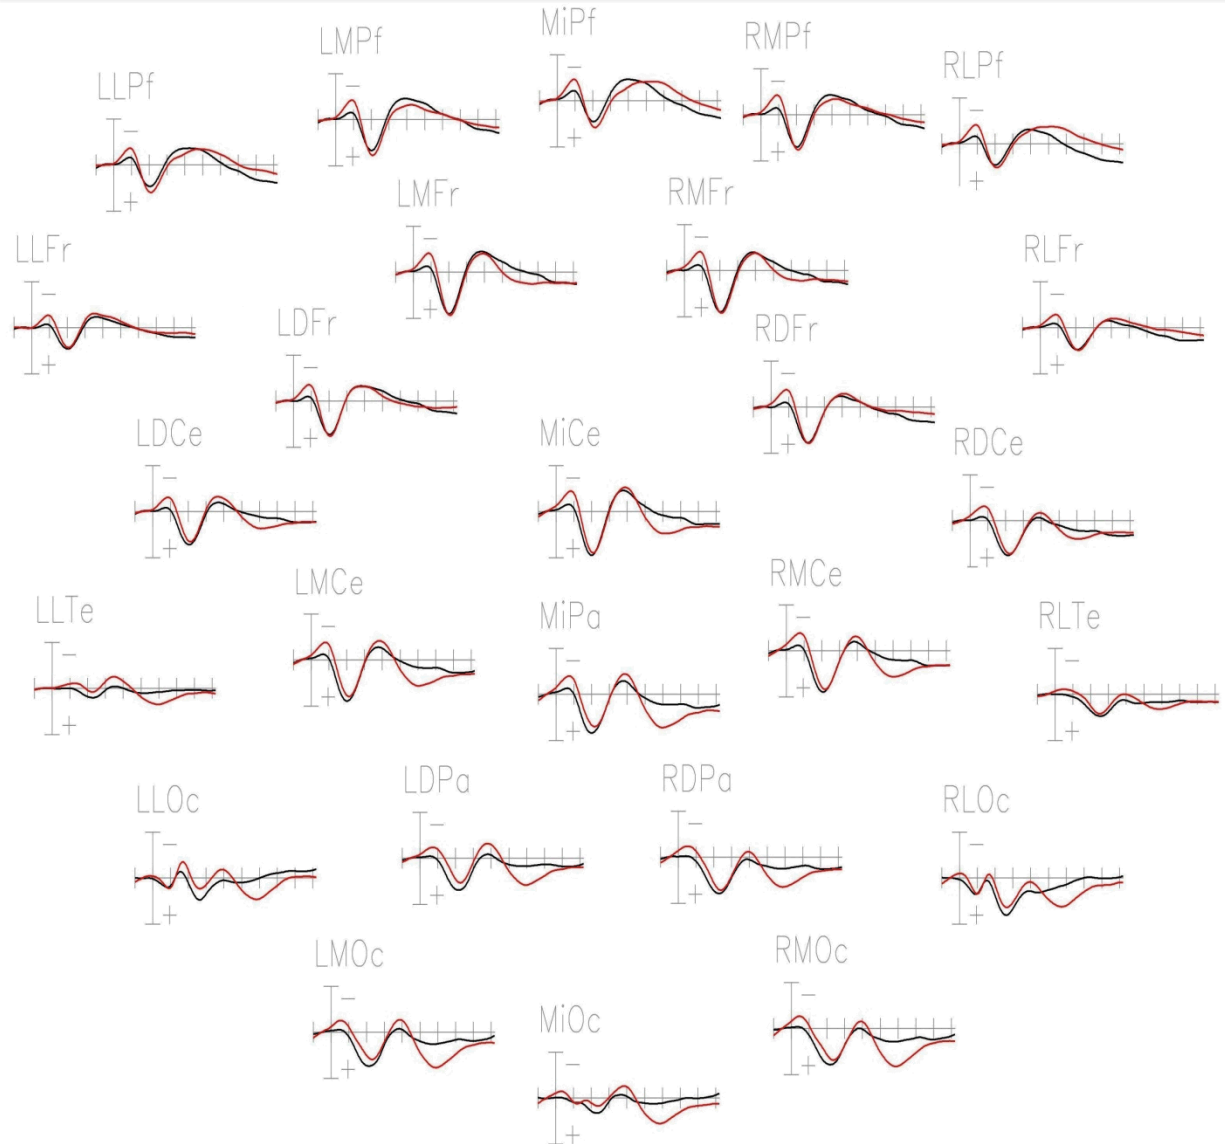 MiPf
LMPf
RMPf
RLPf
LLPf
LMFr
RMFr
LLFr
RLFr
LDFr
RDFr
LDCe
MiCe
RDCe
LMCe
RMCe
LLTe
MiPa
RLTe
LDPa
RDPa
LLOc
RLOc
LMOc
RMOc
MiOc